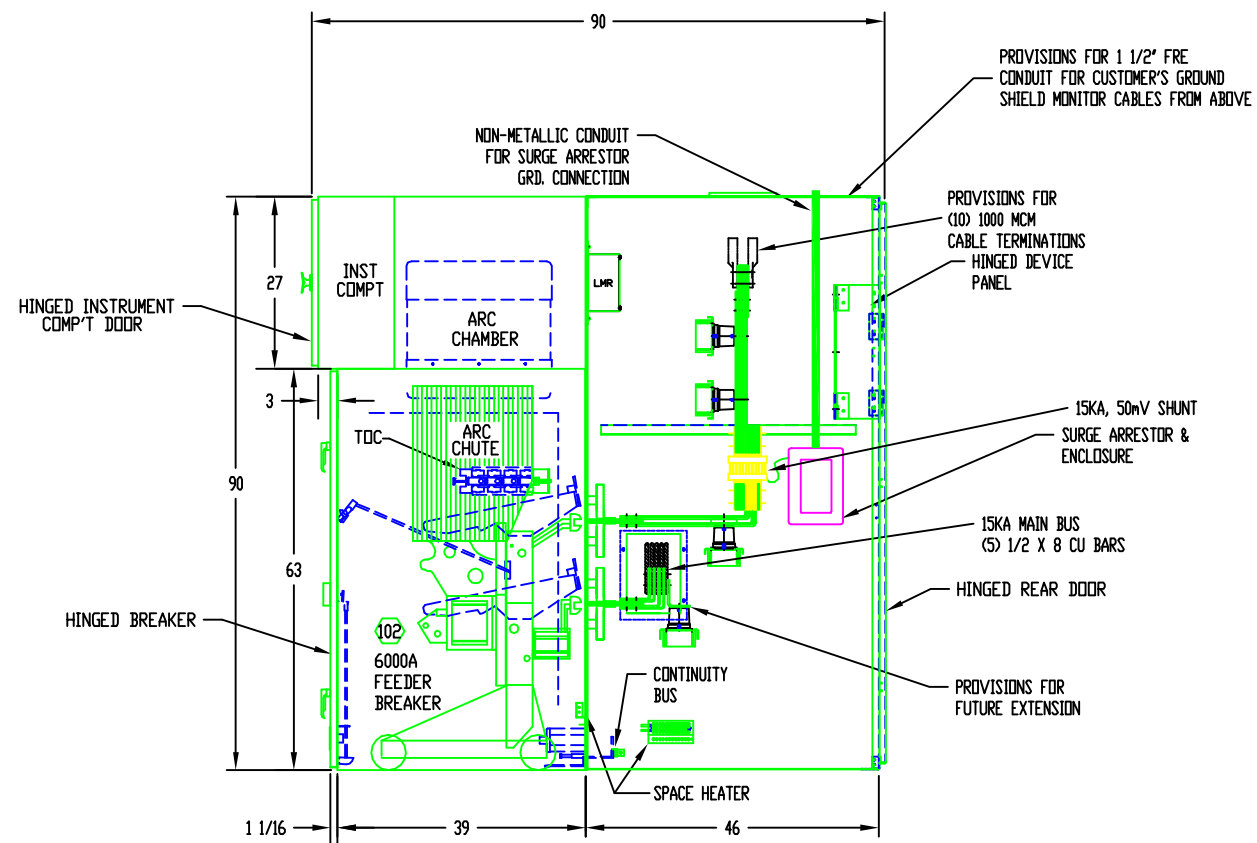 90
PROVISIONS FOR 1 1/2" FRE
CONDUIT FOR CUSTOMER'S GROUND
SHIELD MONITOR CABLES FROM ABOVE
NON-METALLIC CONDUIT
FOR SURGE ARRESTOR
GRD. CONNECTION
PROVISIONS FOR
(10) 1000 MCM
CABLE TERMINATIONS
HINGED DEVICE
PANEL
INST
COMPT
27
LMR
HINGED INSTRUMENT
COMP'T DOOR
ARC
CHAMBER
3
15KA, 50mV SHUNT
TOC
ARC
CHUTE
SURGE ARRESTOR &
ENCLOSURE
90
15KA MAIN BUS
(5) 1/2 X 8 CU BARS
63
HINGED REAR DOOR
HINGED BREAKER
102
6000A
FEEDER
BREAKER
CONTINUITY
BUS
PROVISIONS FOR
FUTURE EXTENSION
SPACE HEATER
1 1/16
39
46